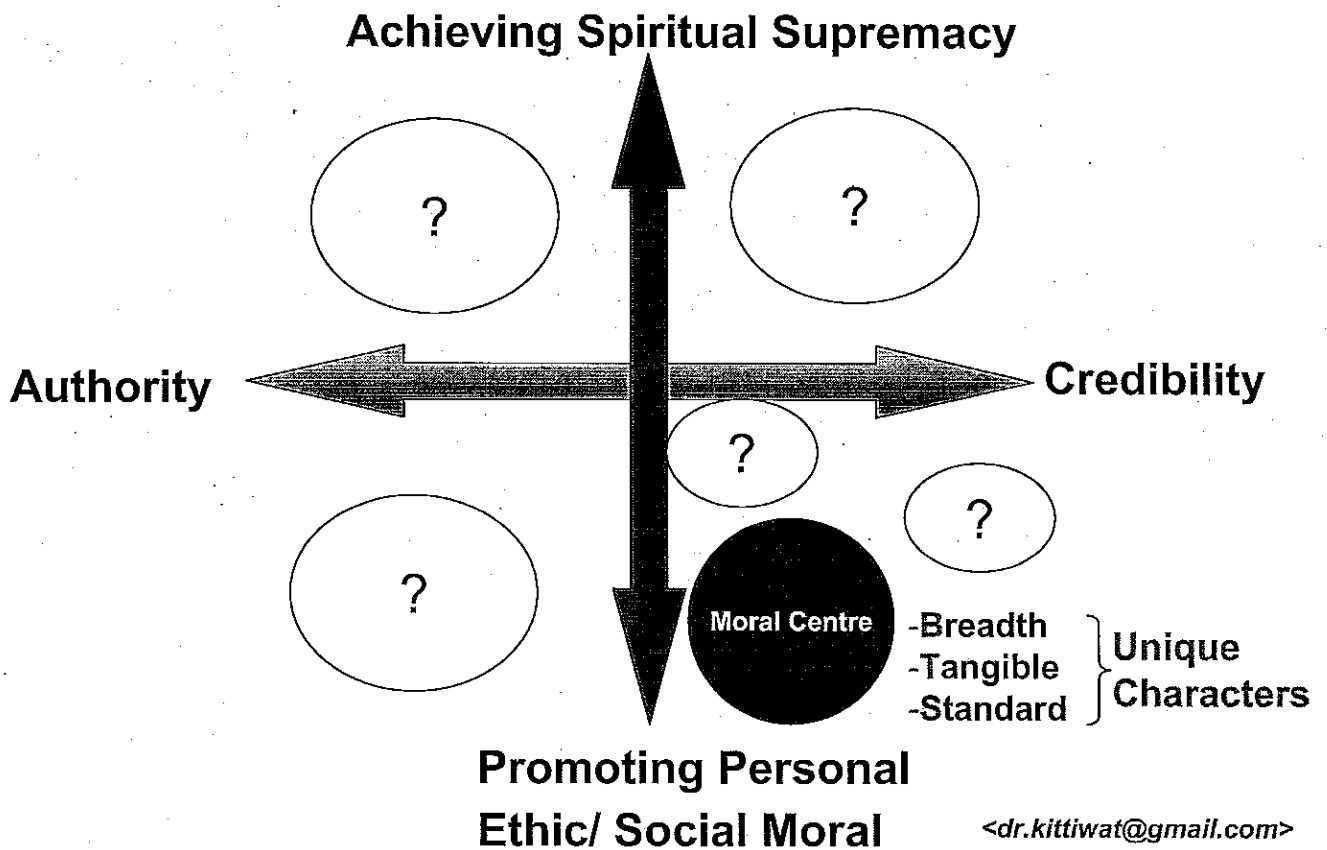 Achieving Spiritual Supremacy
?
?
Authority
Credibility
?
?
?
Moral Centre
-Breadth
-Tangible
-Standard
Unique
Characters
Promoting Personal
Ethic/ Social Moral
<dr.kittiwat@gmail.com>